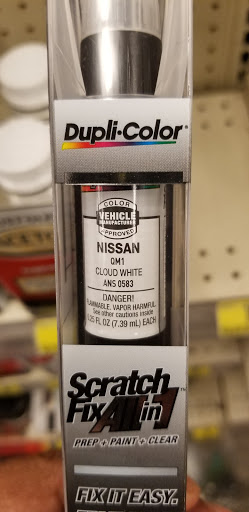 Dupli-Color®
COLOR
VEHICLE
MANUFACTURER
APPROVED
NISSAN
QM1
CLOUD WHITE
ANS 0583
DANGER!
FLAMMABLE. VAPOR HARMFUL.
See other cautions inside
0.25 FL OZ (7.39 mL) EACH
Scratch
Fix All in 1
PREP + PAINT + CLEAR
FIX IT EASY.